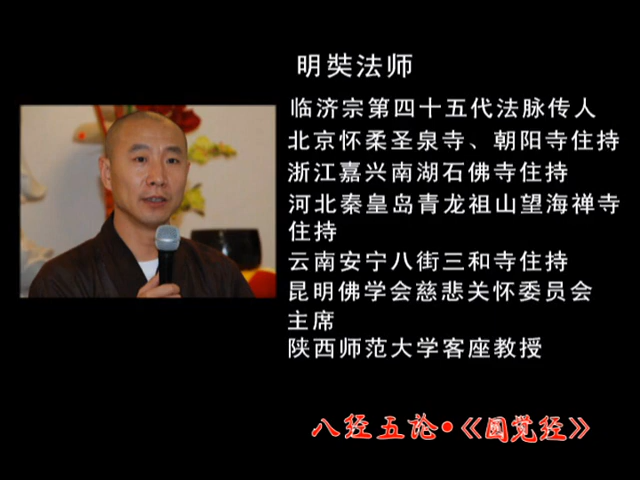 明奘法师
临济宗第四十五代法脉传人
北京怀柔圣泉寺、朝阳寺住持
浙江嘉兴南湖石佛寺住持
河北秦皇岛青龙祖山望海禅寺
住持
云南安宁八街三和寺住持
昆明佛学会慈悲关怀委员会
主席
陕西师范大学客座教授
八经五论·《圆觉经》